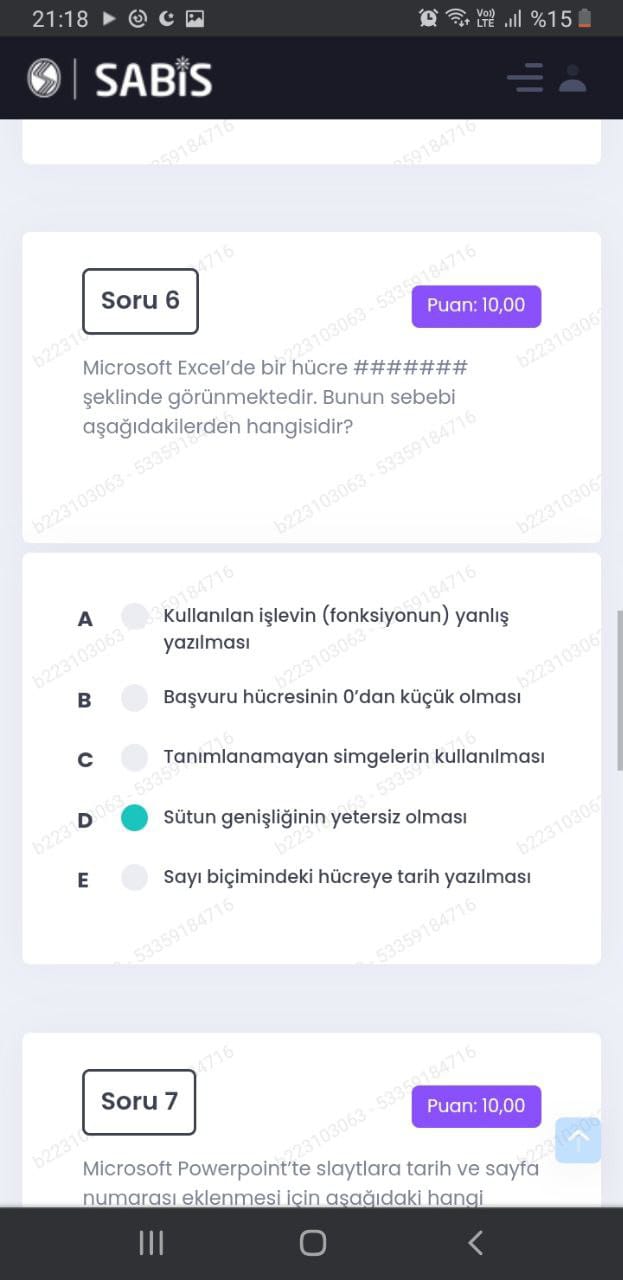 21:18
Vo))
LTE
%15
SABİS
Soru 6
Puan: 10,00
Microsoft Excel’de bir hücre #######
şeklinde görünmektedir. Bunun sebebi
aşağıdakilerden hangisidir?
A Kullanılan işlevin (fonksiyonun) yanlış
yazılması
B Başvuru hücresinin 0’dan küçük olması
C Tanımlanamayan simgelerin kullanılması
D Sütun genişliğinin yetersiz olması
E Sayı biçimindeki hücreye tarih yazılması
Soru 7
Puan: 10,00
Microsoft Powerpoint’te slaytlara tarih ve sayfa
numarası eklenmesi için aşağıdaki hangi
b223103063 - 53359184716